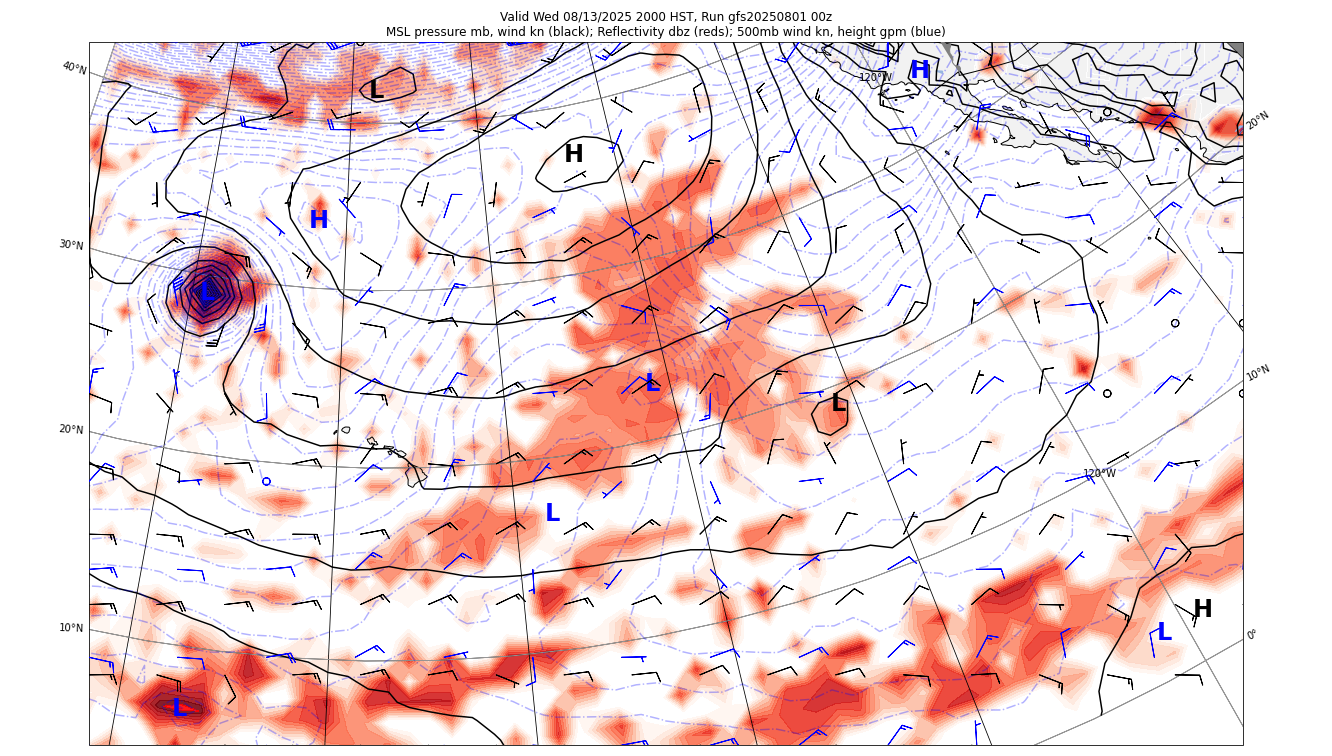 Valid Wed 08/13/2025 2000 HST, Run gfs20250801 00z
MSL pressure mb, wind kn (black); Reflectivity dbz (reds); 500mb wind kn, height gpm (blue)
40°N
120°W
H
20°N
L
H
H
30°N
L
10°N
L
L
20°N
120°W
L
H
10°N
L
0°
L